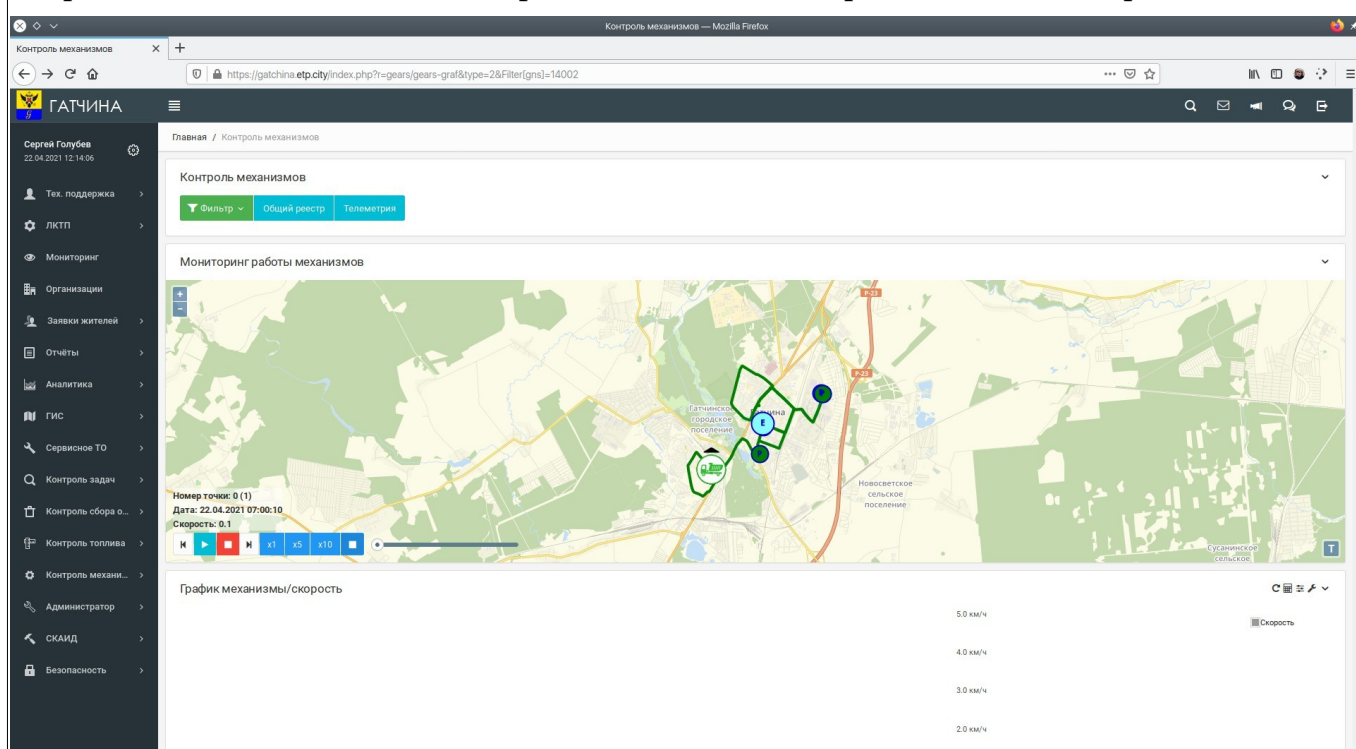 Контроль механизмов — Mozilla Firefox
Контроль механизмов
https://gatchina.etp.city/index.php?r=gears/gears-graf&type=2&Filter[gns]=14002
ГАТЧИНА
Сергей Голубев
22.04.2021 12:14:06
Тех. поддержка
ЛКТП
Мониторинг
Организации
Заявки жителей
Отчёты
Аналитика
ГИС
Сервисное ТО
Контроль задач
Контроль сбора о...
Контроль топлива
Контроль механи...
Администратор
СКАИД
Безопасность
Главная / Контроль механизмов
Контроль механизмов
Фильтр
Общий реестр
Телеметрия
Мониторинг работы механизмов
+
-
Р-23
Р-23
Гатчинское
городское
поселение
E
P
P
Новосветское
сельское
поселение
Сусанинское
сельское
Номер точки: 0 (1)
Дата: 22.04.2021 07:00:10
Скорость: 0.1
x1 x5 x10
T
График механизмы/скорость
5.0 км/ч
4.0 км/ч
3.0 км/ч
2.0 км/ч
Скорость